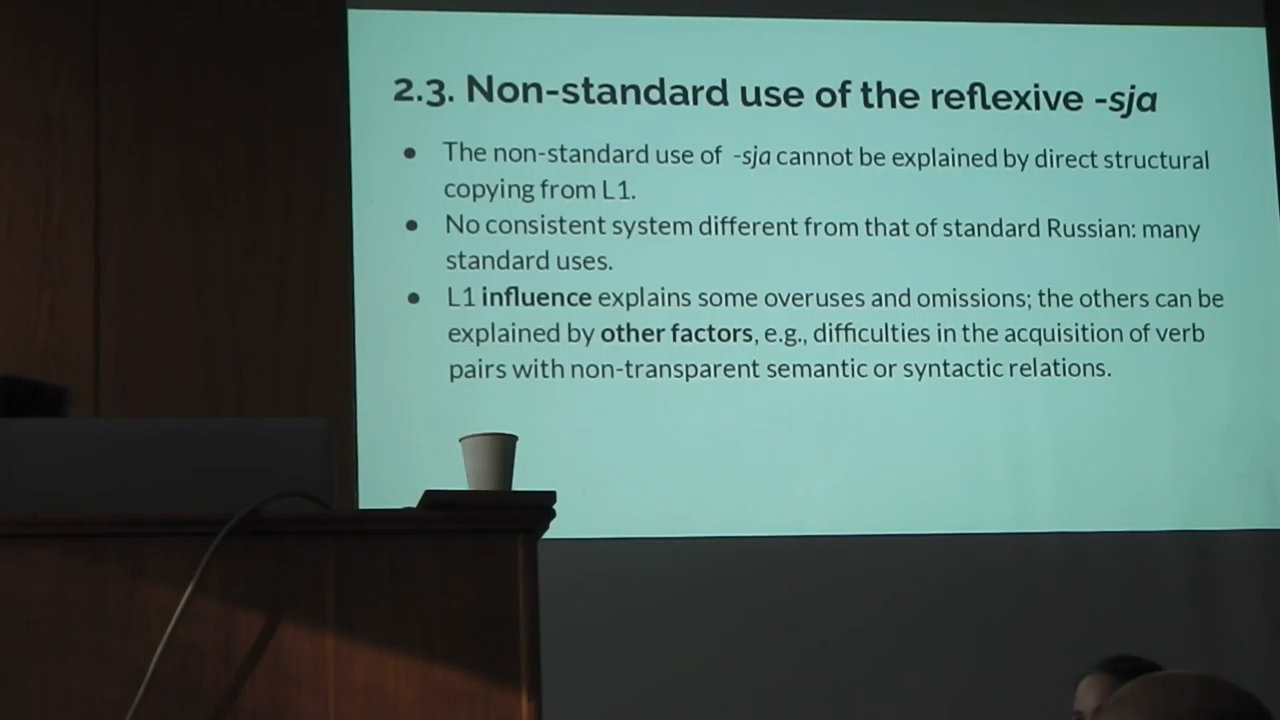 2.3. Non-standard use of the reflexive -sja
● The non-standard use of -sja cannot be explained by direct structural
copying from L1.
● No consistent system different from that of standard Russian: many
standard uses.
● L1 influence explains some overuses and omissions; the others can be
explained by other factors, e.g., difficulties in the acquisition of verb
pairs with non-transparent semantic or syntactic relations.